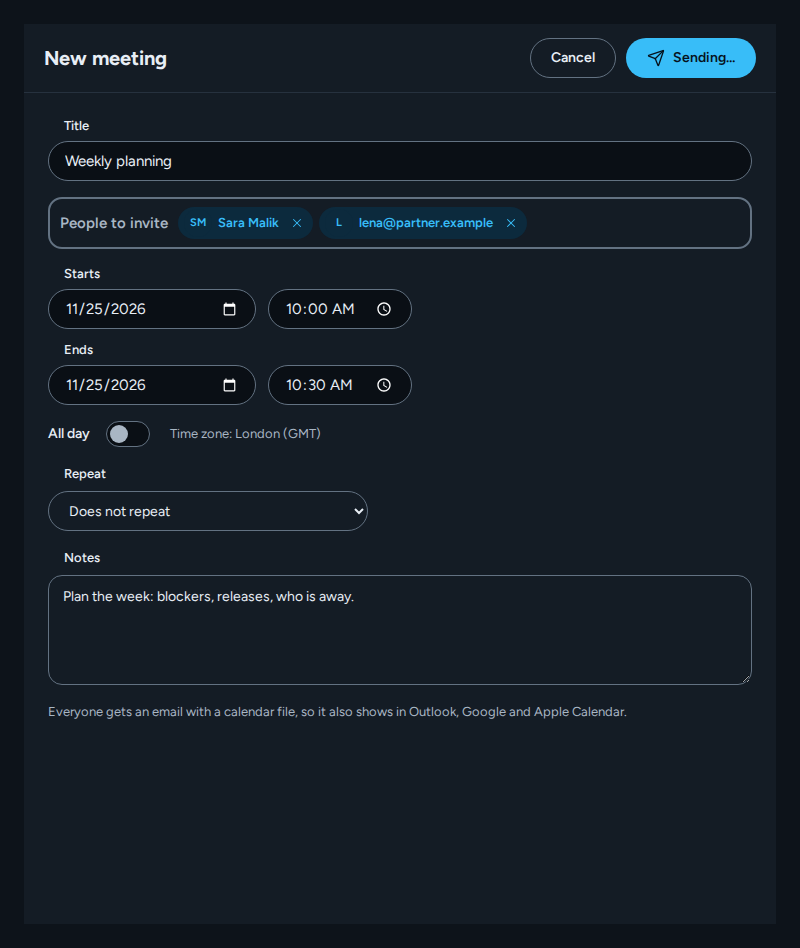 New meeting
Cancel
Sending...
Title
Weekly planning
People to invite SM Sara Malik L lena@partner.example
Starts
11/25/2026 10:00 AM
Ends
11/25/2026 10:30 AM
All day Time zone: London (GMT)
Repeat
Does not repeat
Notes
Plan the week: blockers, releases, who is away.
Everyone gets an email with a calendar file, so it also shows in Outlook, Google and Apple Calendar.